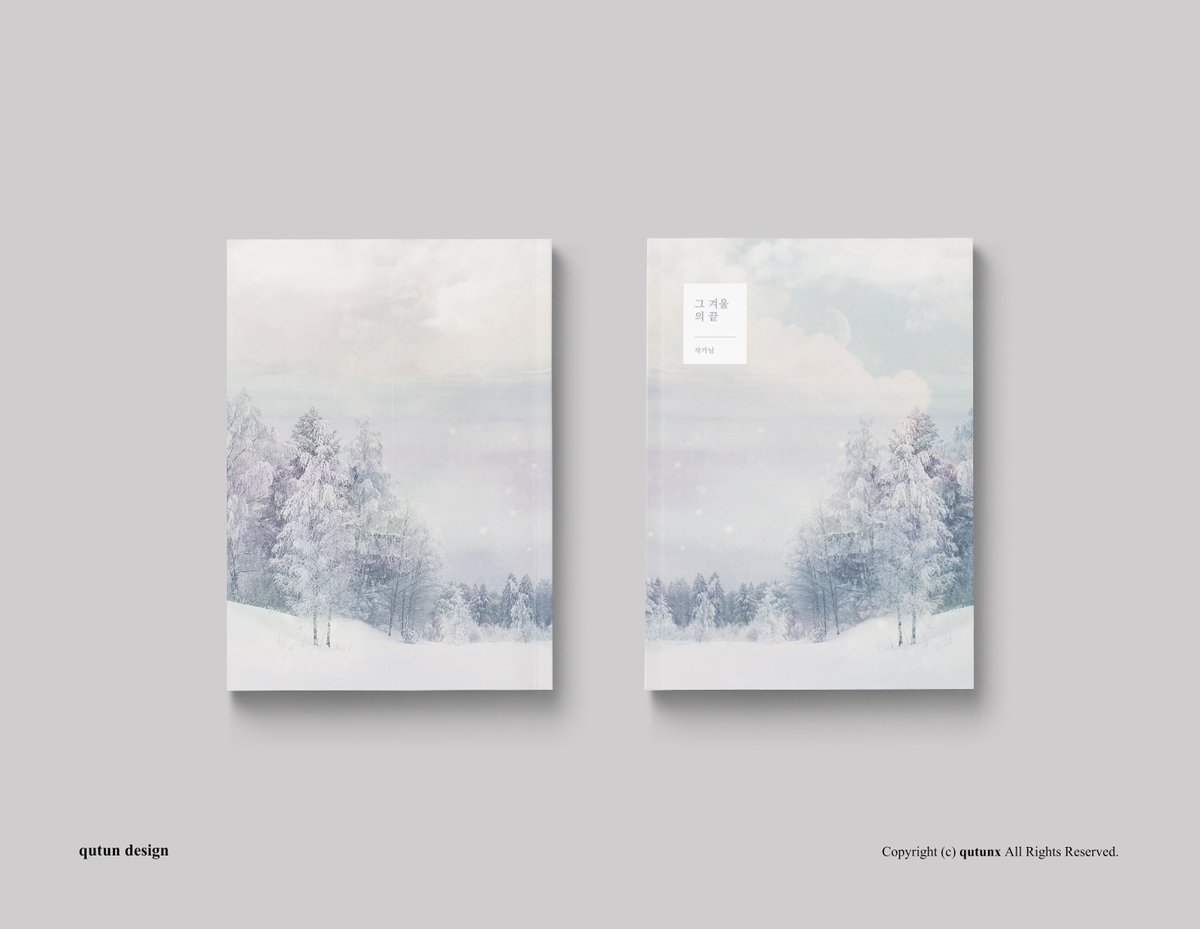 그 겨울
의 끝
작가님
qutun design
Copyright (c) qutunx All Rights Reserved.